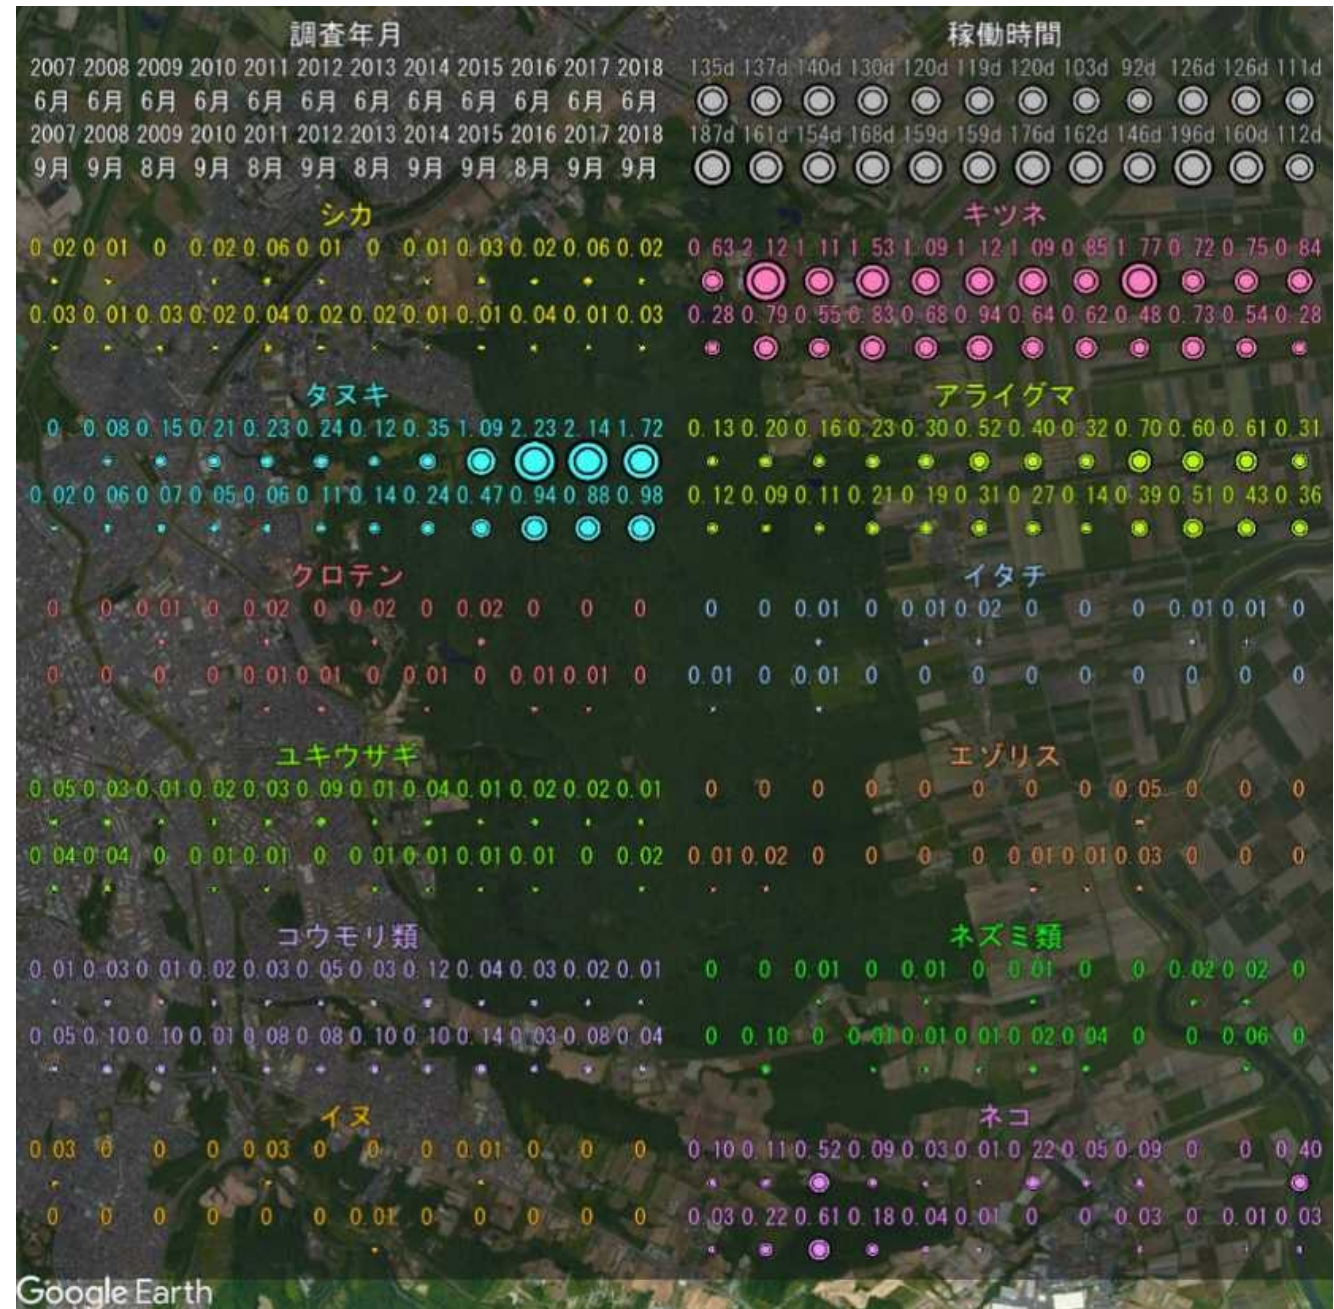 調査年月 稼働時間
2007 2008 2009 2010 2011 2012 2013 2014 2015 2016 2017 2018 135d 137d 140d 130d 120d 119d 120d 103d 92d 126d 126d 111d
6月 6月 6月 6月 6月 6月 6月 6月 6月 6月 6月 6月
2007 2008 2009 2010 2011 2012 2013 2014 2015 2016 2017 2018 187d 161d 154d 168d 159d 159d 176d 162d 146d 196d 160d 112d
9月 9月 8月 9月 8月 9月 8月 9月 9月 8月 9月 9月
シカ キツネ
0.02 0.01 0 0.02 0.06 0.01 0 0.01 0.03 0.02 0.06 0.02 0.63 2.12 1.11 1.53 1.09 1.12 1.09 0.85 1.77 0.72 0.75 0.84
0.03 0.01 0.03 0.02 0.04 0.02 0.02 0.01 0.01 0.04 0.01 0.03 0.28 0.79 0.55 0.83 0.68 0.94 0.64 0.62 0.48 0.73 0.54 0.28
タヌキ アライグマ
0 0.08 0.15 0.21 0.23 0.24 0.12 0.35 1.09 2.23 2.14 1.72 0.13 0.20 0.16 0.23 0.30 0.52 0.40 0.32 0.70 0.60 0.61 0.31
0.02 0.06 0.07 0.05 0.06 0.11 0.14 0.24 0.47 0.94 0.88 0.98 0.12 0.09 0.11 0.21 0.19 0.31 0.27 0.14 0.39 0.51 0.43 0.36
クロテン イタチ
0 0 0.01 0 0.02 0 0.02 0 0.02 0 0 0 0 0 0.01 0 0.01 0.02 0 0 0 0.01 0.01 0
0 0 0 0 0.01 0.01 0 0.01 0 0.01 0.01 0 0.01 0 0.01 0 0 0 0 0 0 0 0 0
ユキウサギ エゾリス
0.05 0.03 0.01 0.02 0.03 0.09 0.01 0.04 0.01 0.02 0.02 0.01 0 0 0 0 0 0 0 0 0.05 0 0 0
0.04 0.04 0 0.01 0.01 0 0.01 0.01 0.01 0.01 0 0.02 0.01 0.02 0 0 0 0 0.01 0.01 0.03 0 0 0
コウモリ類 ネズミ類
0.01 0.03 0.01 0.02 0.03 0.05 0.03 0.12 0.04 0.03 0.02 0.01 0 0 0.01 0 0.01 0 0.01 0 0 0.02 0.02 0
0.05 0.10 0.10 0.01 0.08 0.08 0.10 0.10 0.14 0.03 0.08 0.04 0 0.10 0 0.01 0.01 0.01 0.02 0.04 0 0 0.06 0
イヌ ネコ
0.03 0 0 0 0.03 0 0 0 0.01 0 0 0 0.10 0.11 0.52 0.09 0.03 0.01 0.22 0.05 0.09 0 0 0.40
0 0 0 0 0 0 0.01 0 0 0 0 0 0.03 0.22 0.61 0.18 0.04 0.01 0 0 0.03 0 0.01 0.03
Google Earth